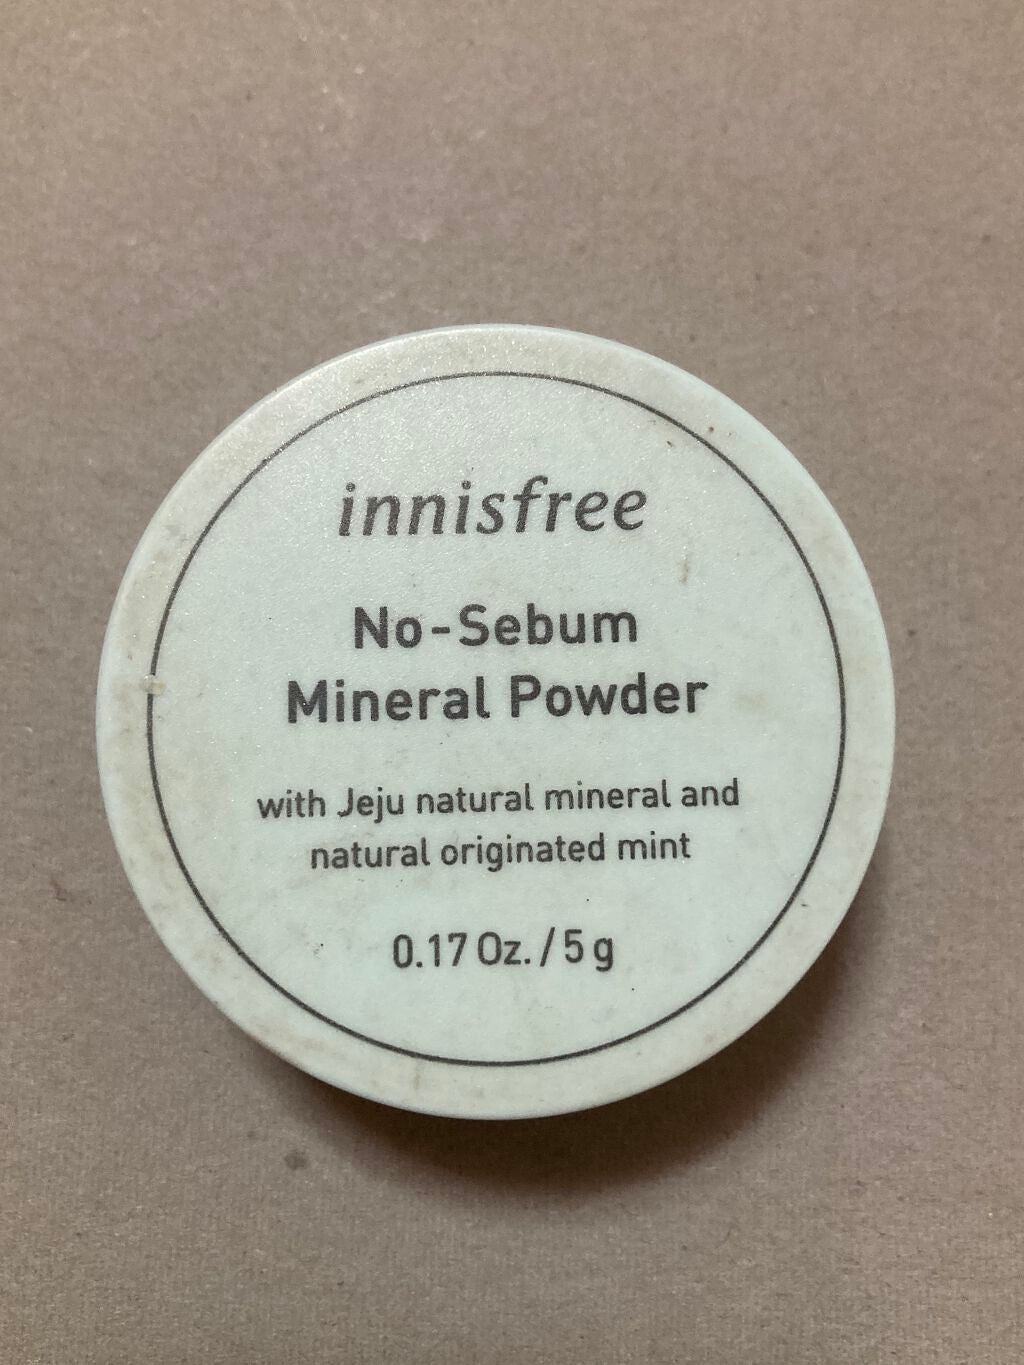 innisfree
No-Sebum
Mineral Powder
with Jeju natural mineral and
natural originated mint
0.17 Oz. / 5 g